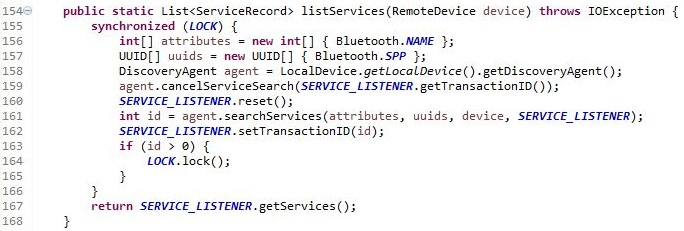 154 public static List<ServiceRecord> listServices(RemoteDevice device) throws IOException {
155 synchronized (LOCK) {
156 int[] attributes = new int[] { Bluetooth.NAME };
157 UUID[] uuids = new UUID[] { Bluetooth.SPP };
158 DiscoveryAgent agent = LocalDevice.getLocalDevice().getDiscoveryAgent();
159 agent.cancelServiceSearch(SERVICE_LISTENER.getTransactionID());
160 SERVICE_LISTENER.reset();
161 int id = agent.searchServices(attributes, uuids, device, SERVICE_LISTENER);
162 SERVICE_LISTENER.setTransactionID(id);
163 if (id > 0) {
164 LOCK.lock();
165 }
166 }
167 return SERVICE_LISTENER.getServices();
168 }